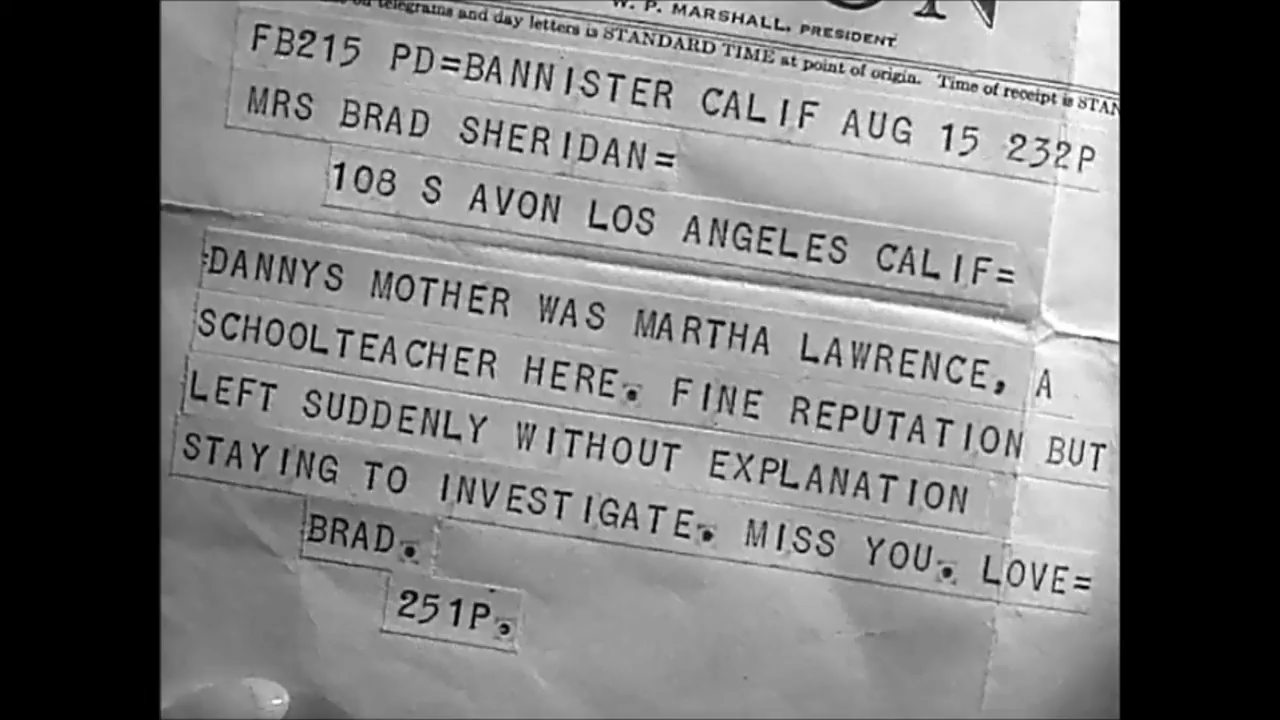 W. P. MARSHALL, PRESIDENT
telegrams and day letters is STANDARD TIME at point of origin. Time of receipt is STAN
FB215 PD=BANNISTER CALIF AUG 15 232P
MRS BRAD SHERIDAN=
108 S AVON LOS ANGELES CALIF=
DANNYS MOTHER WAS MARTHA LAWRENCE, A
SCHOOLTEACHER HERE. FINE REPUTATION BUT
LEFT SUDDENLY WITHOUT EXPLANATION
STAYING TO INVESTIGATE. MISS YOU. LOVE=
BRAD.
251P.